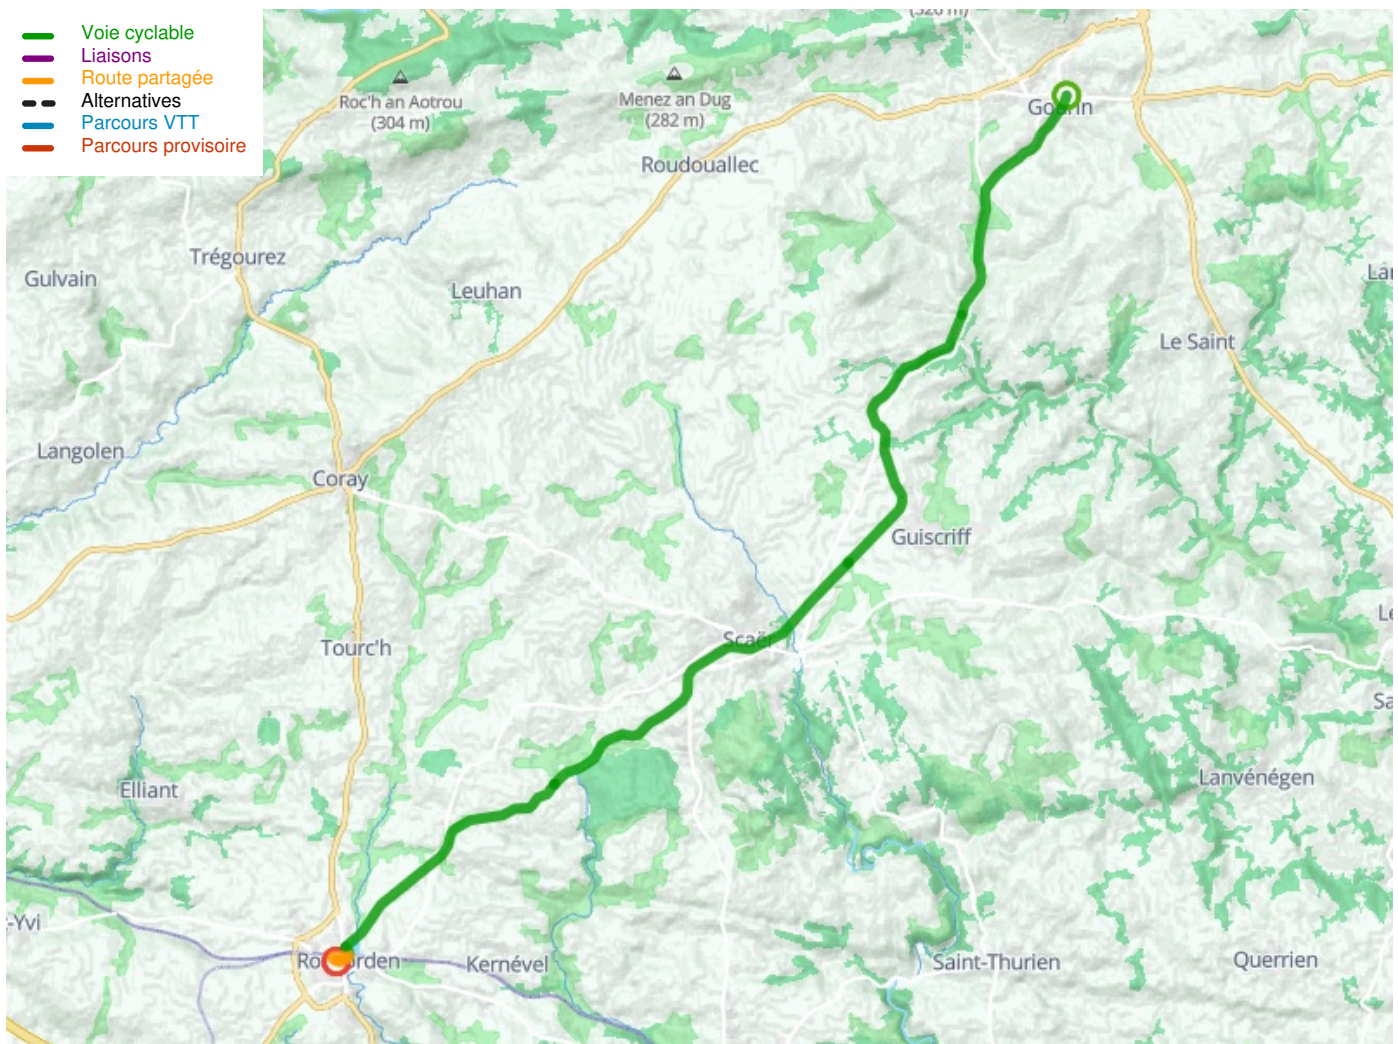 Voie cyclable
Liaisons
Route partagée
Alternatives
Parcours VTT
Parcours provisoire
Roc'h an Aotrou
(304 m)
Menez an Dug
(282 m)
Roudouallec
Trégourez
Gulvain
Leuhan
Le Saint
Langolen
Coray
Guiscriff
Scaër
Tourc'h
Elliant
Lanvénégen
Kernével
Saint-Thurien
Querrien